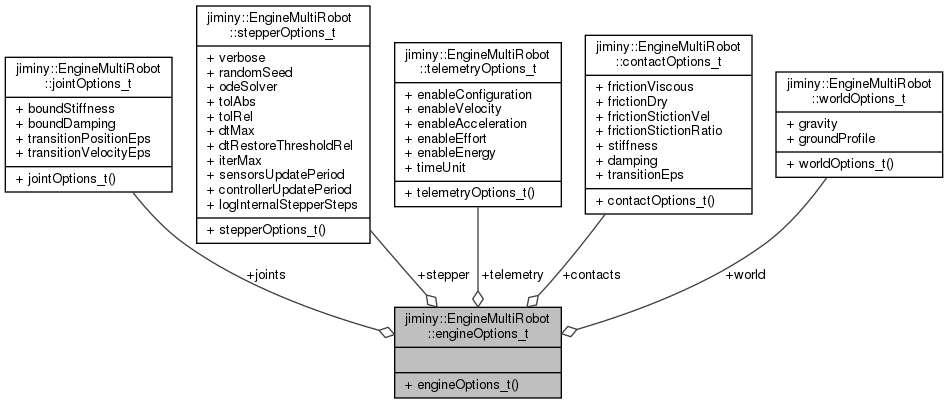 jiminy::EngineMultiRobot
::jointOptions_t
+ boundStiffness
+ boundDamping
+ transitionPositionEps
+ transitionVelocityEps
+ jointOptions_t()
jiminy::EngineMultiRobot
::stepperOptions_t
+ verbose
+ randomSeed
+ odeSolver
+ tolAbs
+ tolRel
+ dtMax
+ dtRestoreThresholdRel
+ iterMax
+ sensorsUpdatePeriod
+ controllerUpdatePeriod
+ logInternalStepperSteps
+ stepperOptions_t()
jiminy::EngineMultiRobot
::telemetryOptions_t
+ enableConfiguration
+ enableVelocity
+ enableAcceleration
+ enableEffort
+ enableEnergy
+ timeUnit
+ telemetryOptions_t()
jiminy::EngineMultiRobot
::contactOptions_t
+ frictionViscous
+ frictionDry
+ frictionStictionVel
+ frictionStictionRatio
+ stiffness
+ damping
+ transitionEps
+ contactOptions_t()
jiminy::EngineMultiRobot
::worldOptions_t
+ gravity
+ groundProfile
+ worldOptions_t()
+joints
+stepper
+telemetry
+contacts
+world
jiminy::EngineMultiRobot
::engineOptions_t
+ engineOptions_t()